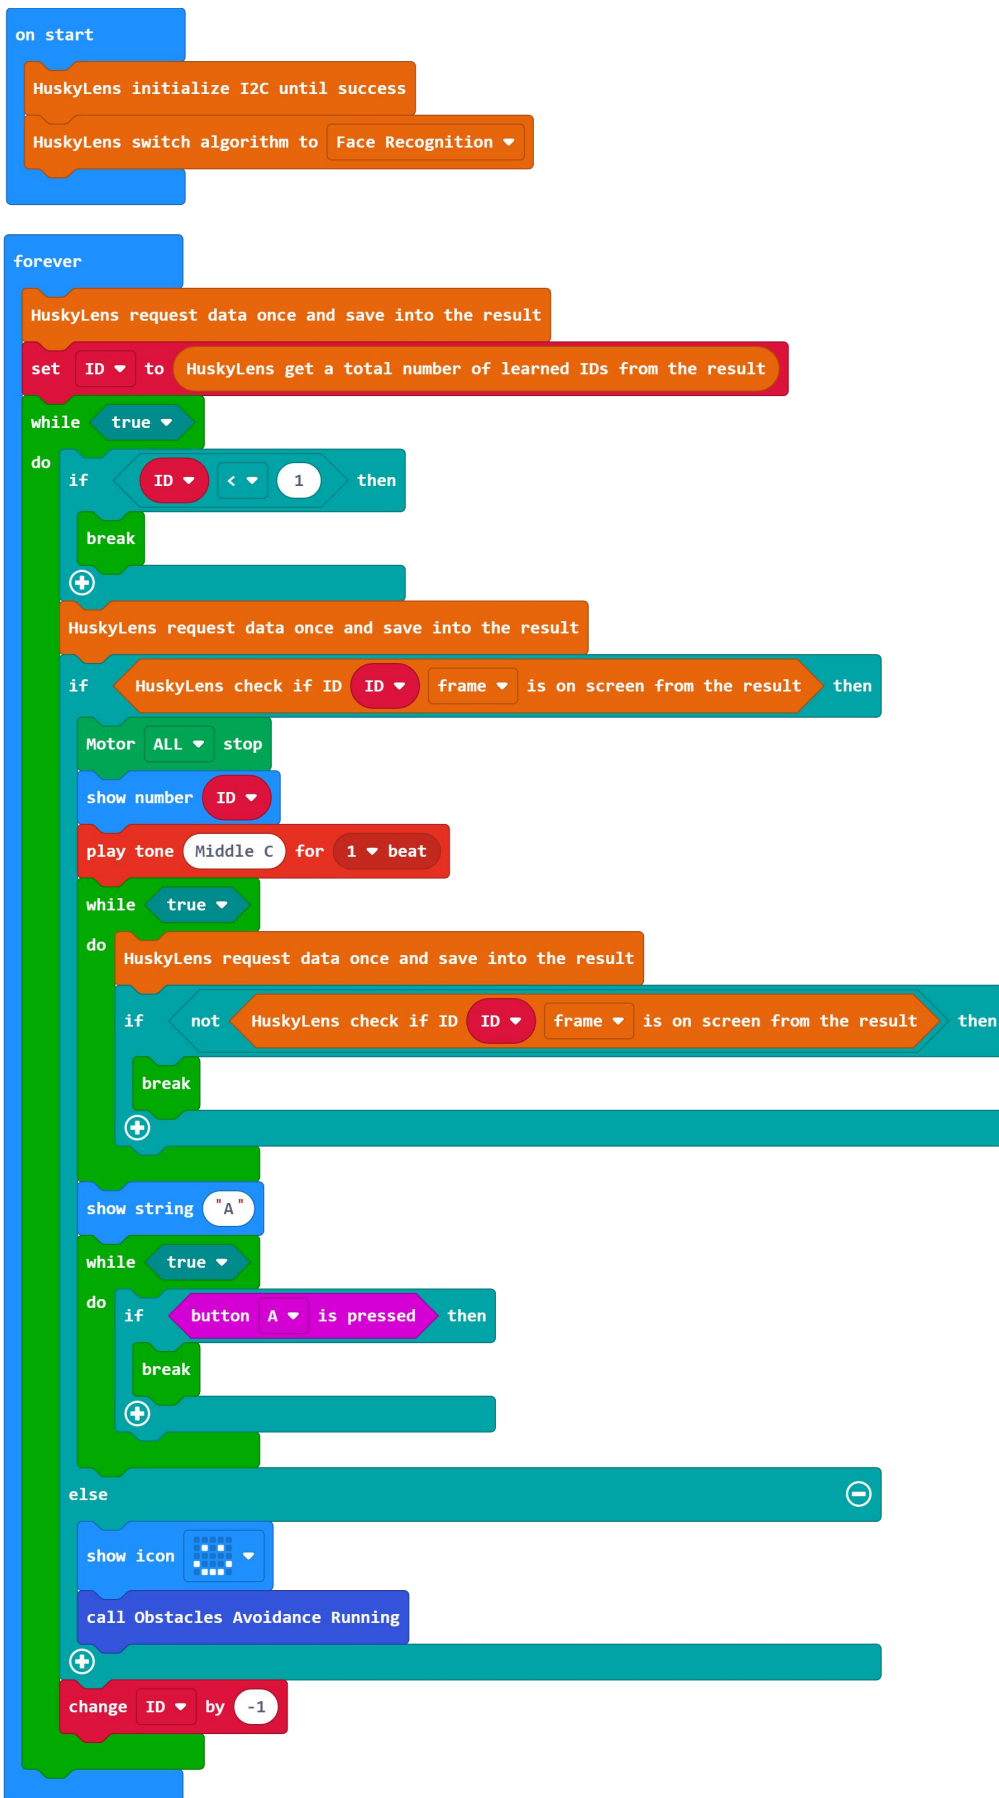 on start
HuskyLens initialize I2C until success
HuskyLens switch algorithm to Face Recognition
forever
HuskyLens request data once and save into the result
set ID to HuskyLens get a total number of learned IDs from the result
while true
do
if ID < 1 then
break
HuskyLens request data once and save into the result
if HuskyLens check if ID ID frame is on screen from the result then
Motor ALL stop
show number ID
play tone Middle C for 1 beat
while true
do
HuskyLens request data once and save into the result
if not HuskyLens check if ID ID frame is on screen from the result then
break
show string "A"
while true
do
if button A is pressed then
break
else
show icon
call Obstacles Avoidance Running
change ID by -1